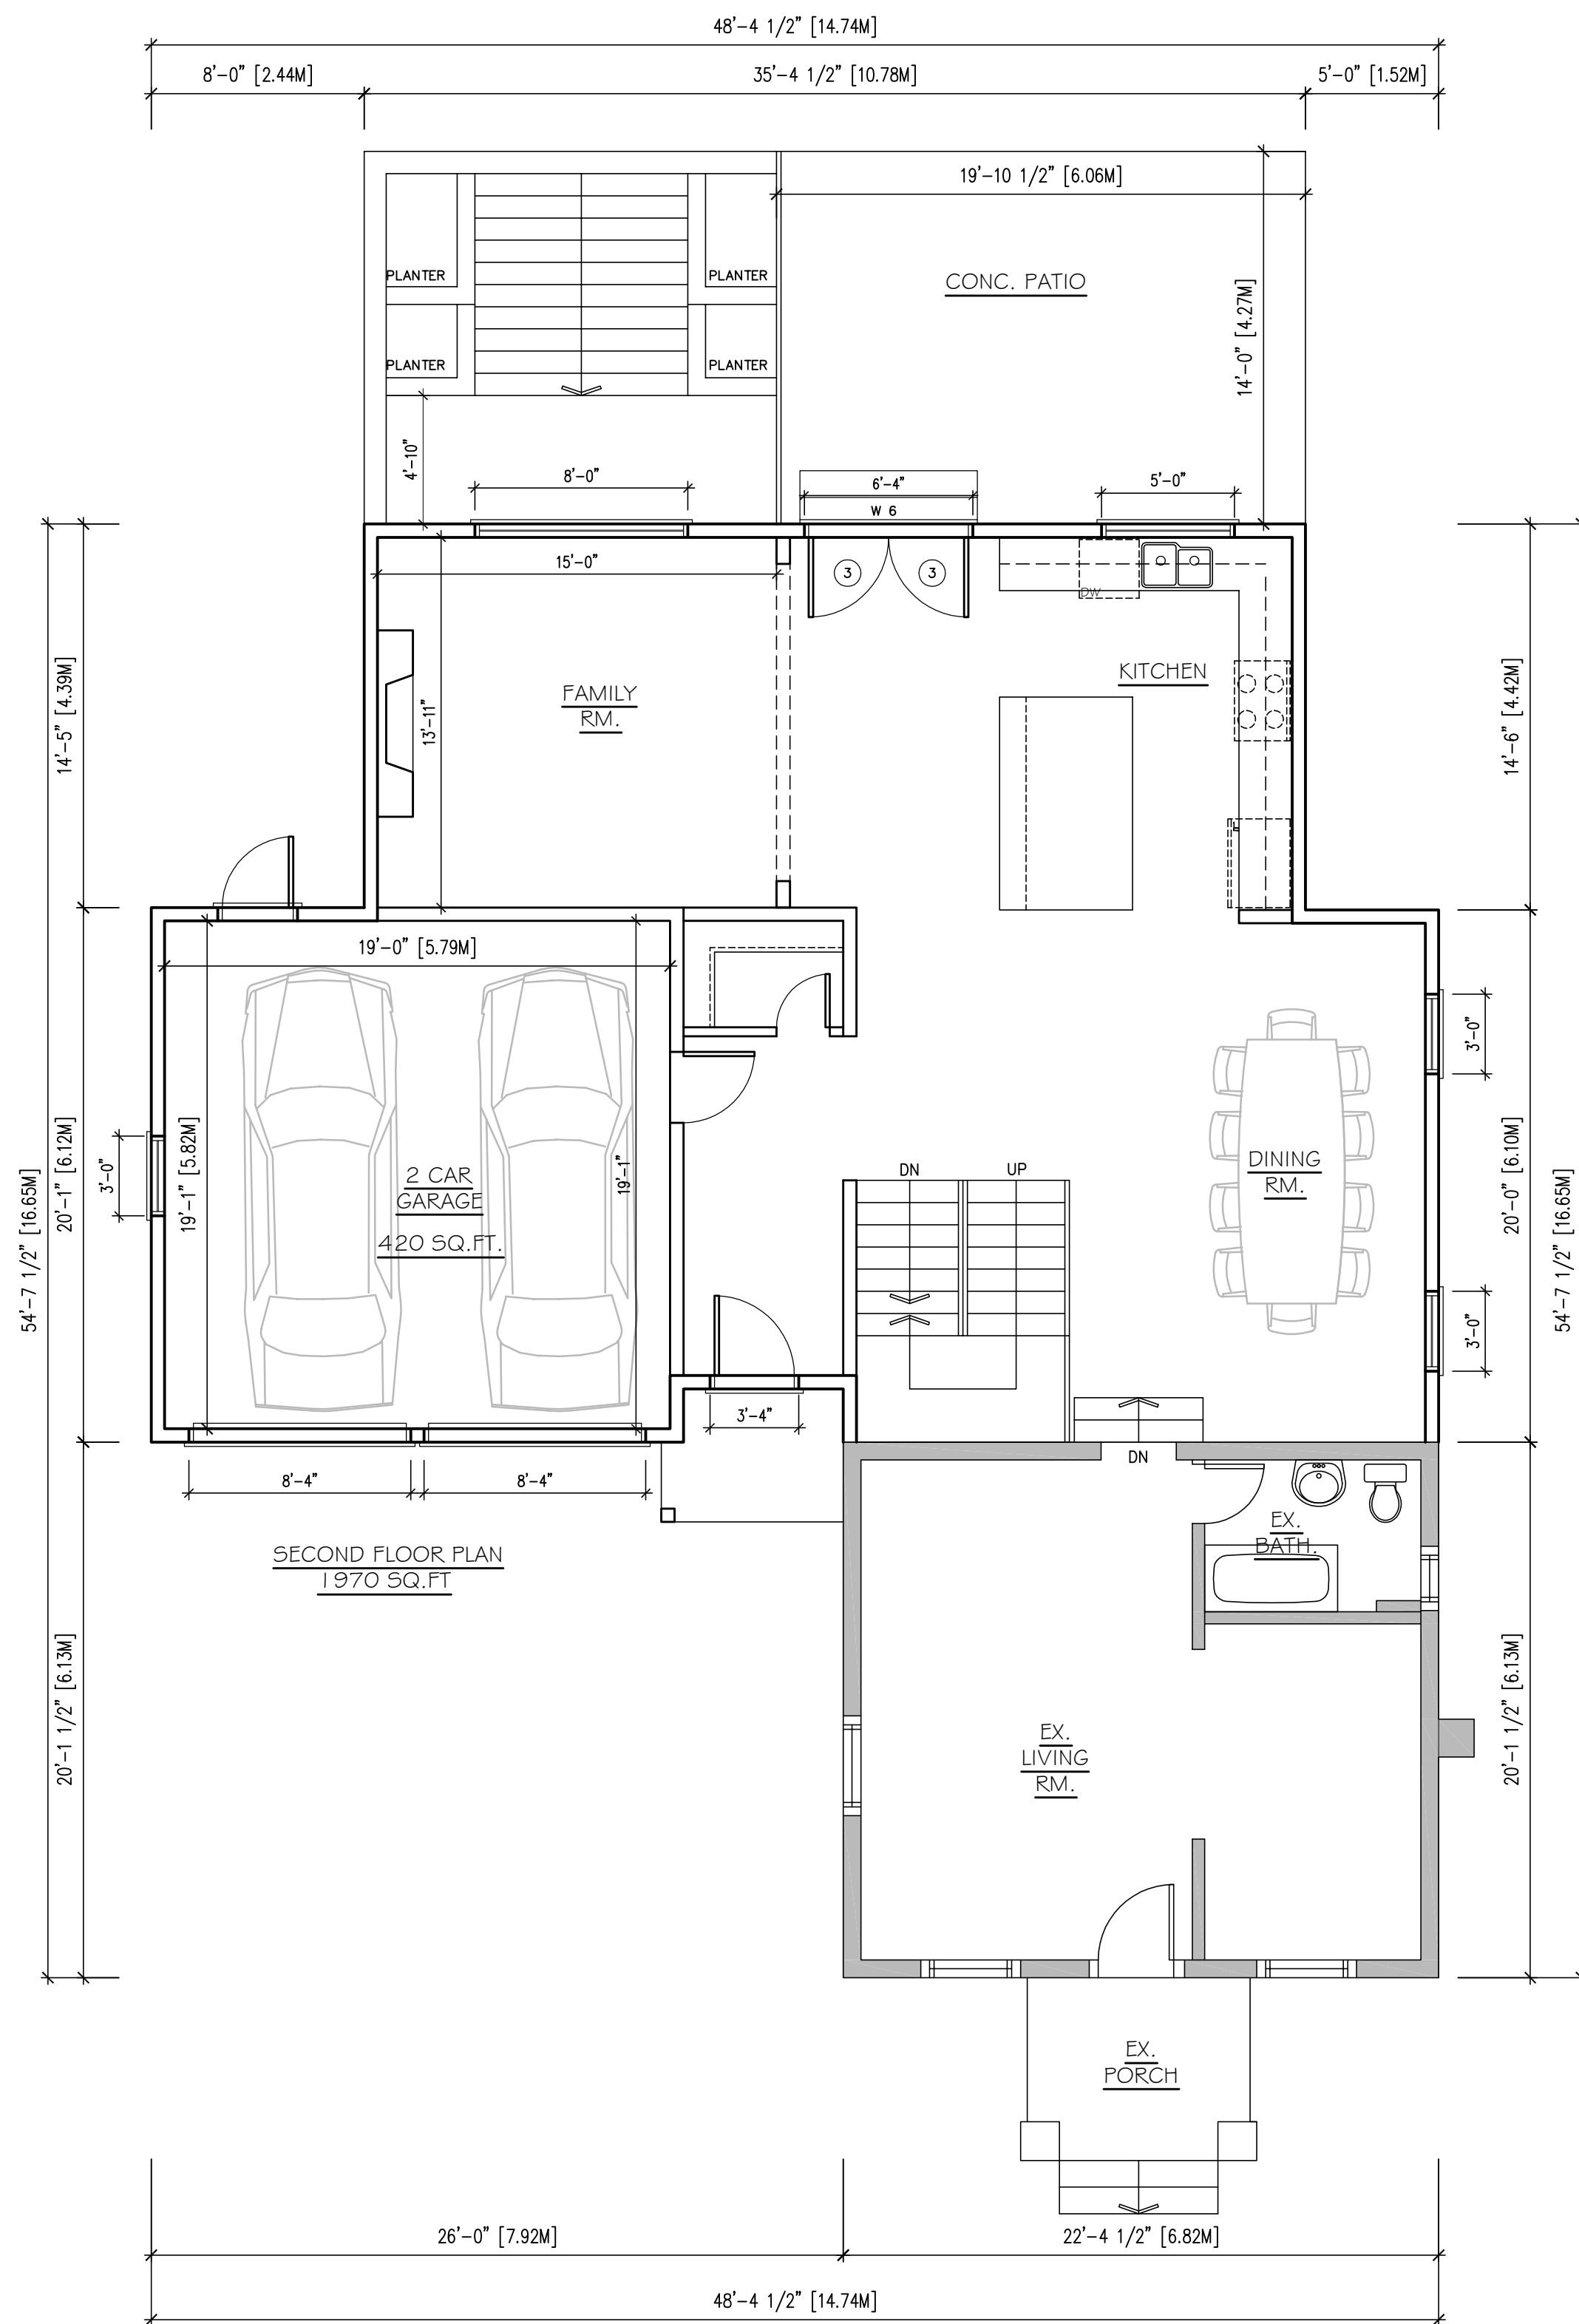 48'-4 1/2" [14.74M]
8'-0" [2.44M]
35'-4 1/2" [10.78M]
5'-0" [1.52M]
19'-10 1/2" [6.06M]
PLANTER
PLANTER
CONC. PATIO
14'-0" [4.27M]
PLANTER
PLANTER
4'-10"
8'-0"
6'-4"
W 6
5'-0"
15'-0"
3
3
DW
KITCHEN
FAMILY
RM.
13'-11"
14'-5" [4.39M]
14'-6" [4.42M]
19'-0" [5.79M]
3'-0"
54'-7 1/2" [16.65M]
20'-1" [6.12M]
3'-0"
19'-1" [5.82M]
2 CAR
GARAGE
420 SQ.FT.
19'-1"
DN
UP
DINING
RM.
20'-0" [6.10M]
54'-7 1/2" [16.65M]
3'-0"
3'-4"
DN
8'-4"
8'-4"
SECOND FLOOR PLAN
1970 SQ.FT
EX.
BATH.
20'-1 1/2" [6.13M]
EX.
LIVING
RM.
20'-1 1/2" [6.13M]
EX.
PORCH
26'-0" [7.92M]
22'-4 1/2" [6.82M]
48'-4 1/2" [14.74M]